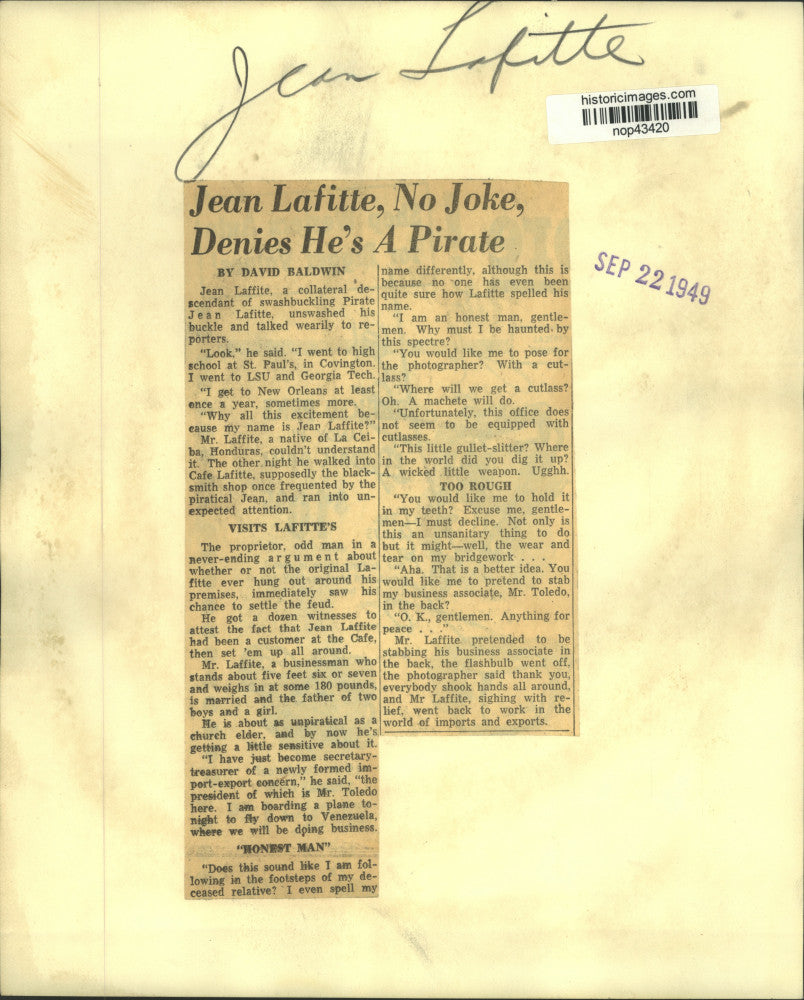 Jean Lafitte
historicimages.com
nop43420
SEP 22 1949
Jean Lafitte, No Joke,
Denies He's A Pirate
BY DAVID BALDWIN
Jean Laffite, a collateral de-
scendant of swashbuckling Pirate
Jean Lafitte, unswashed his
buckle and talked wearily to re-
porters.
"Look," he said. "I went to high
school at St. Paul's, in Covington.
I went to LSU and Georgia Tech.
"I get to New Orleans at least
once a year, sometimes more.
"Why all this excitement be-
cause my name is Jean Laffite?"
Mr. Laffite, a native of La Cei-
ba, Honduras, couldn't understand
it. The other night he walked into
Cafe Lafitte, supposedly the black-
smith shop once frequented by the
piratical Jean, and ran into un-
expected attention.
VISITS LAFITTE'S
The proprietor, odd man in a
never-ending argument about
whether or not the original La-
fitte ever hung out around his
premises, immediately saw his
chance to settle the feud.
He got a dozen witnesses to
attest the fact that Jean Laffite
had been a customer at the Cafe,
then set 'em up all around.
Mr. Laffite, a businessman who
stands about five feet six or seven
and weighs in at some 180 pounds,
is married and the father of two
boys and a girl.
He is about as unpiratical as a
church elder, and by now he's
getting a little sensitive about it.
"I have just become secretary-
treasurer of a newly formed im-
port-export concern," he said, "the
president of which is Mr. Toledo
here. I am boarding a plane to-
night to fly down to Venezuela,
where we will be doing business.
"HONEST MAN"
"Does this sound like I am fol-
lowing in the footsteps of my de-
ceased relative? I even spell my
name differently, although this is
because no one has even been
quite sure how Lafitte spelled his
name.
"I am an honest man, gentle-
men. Why must I be haunted by
this spectre?
"You would like me to pose for
the photographer? With a cut-
lass?
"Where will we get a cutlass?
Oh. A machete will do.
"Unfortunately, this office does
not seem to be equipped with
cutlasses.
"This little gullet-slitter? Where
in the world did you dig it up?
A wicked little weapon. Ugghh.
TOO ROUGH
"You would like me to hold it
in my teeth? Excuse me, gentle-
men—I must decline. Not only is
this an unsanitary thing to do
but it might—well, the wear and
tear on my bridgework . . .
"Aha. That is a better idea. You
would like me to pretend to stab
my business associate, Mr. Toledo,
in the back?
"O. K., gentlemen. Anything for
peace . . ."
Mr. Laffite pretended to be
stabbing his business associate in
the back, the flashbulb went off,
the photographer said thank you,
everybody shook hands all around,
and Mr Laffite, sighing with re-
lief, went back to work in the
world of imports and exports.